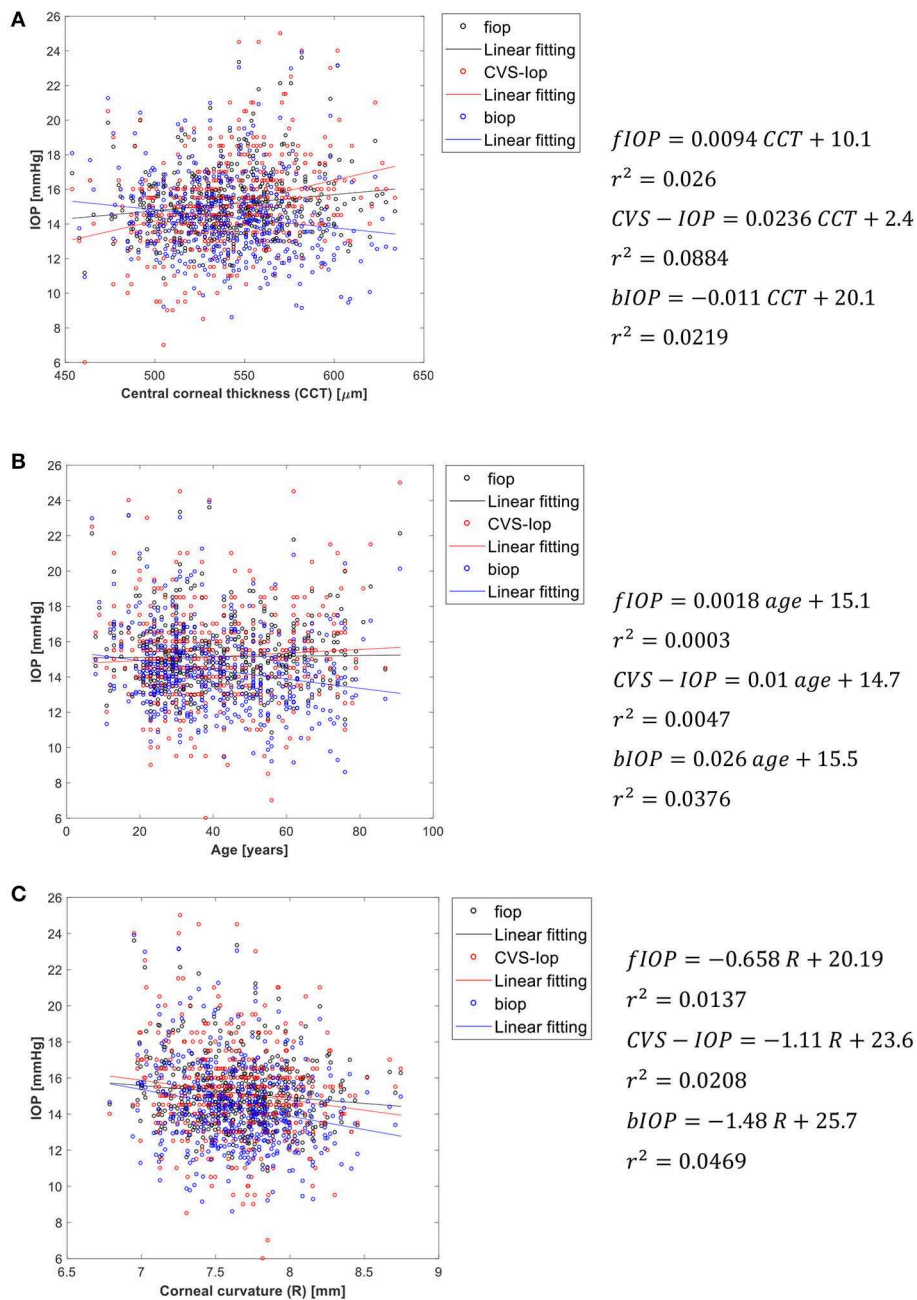 A
26
24
22
20
18
16
14
12
10
8
6
IOP [mmHg]
450
500
550
600
650
Central corneal thickness (CCT) [μm]
fiop
Linear fitting
CVS-Iop
Linear fitting
biop
Linear fitting
fIOP = 0.0094 CCT + 10.1
r² = 0.026
CVS − IOP = 0.0236 CCT + 2.4
r² = 0.0884
bIOP = −0.011 CCT + 20.1
r² = 0.0219
B
26
24
22
20
18
16
14
12
10
8
6
IOP [mmHg]
0
20
40
60
80
100
Age [years]
fiop
Linear fitting
CVS-Iop
Linear fitting
biop
Linear fitting
fIOP = 0.0018 age + 15.1
r² = 0.0003
CVS − IOP = 0.01 age + 14.7
r² = 0.0047
bIOP = 0.026 age + 15.5
r² = 0.0376
C
26
24
22
20
18
16
14
12
10
8
6
IOP [mmHg]
6.5
7
7.5
8
8.5
9
Corneal curvature (R) [mm]
fiop
Linear fitting
CVS-Iop
Linear fitting
biop
Linear fitting
fIOP = −0.658 R + 20.19
r² = 0.0137
CVS − IOP = −1.11 R + 23.6
r² = 0.0208
bIOP = −1.48 R + 25.7
r² = 0.0469